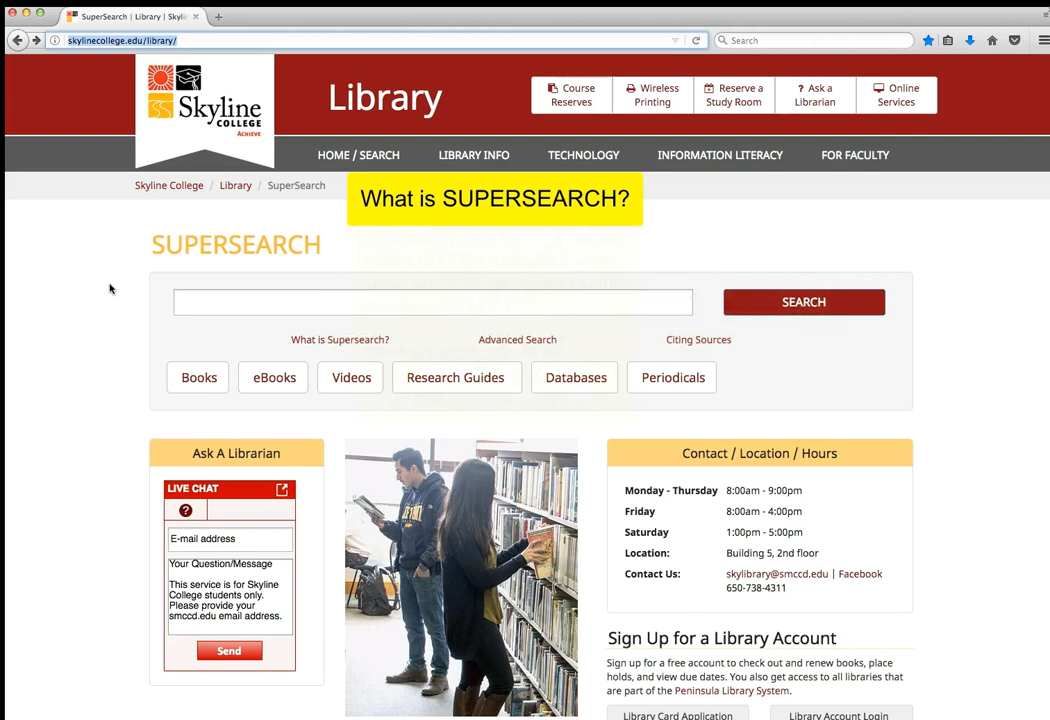 SuperSearch | Library | Skylin
skylinecollege.edu/library/
Search
Skyline
COLLEGE
ACHIEVE
Library
Course Reserves
Wireless Printing
Reserve a Study Room
? Ask a Librarian
Online Services
HOME / SEARCH
LIBRARY INFO
TECHNOLOGY
INFORMATION LITERACY
FOR FACULTY
Skyline College / Library / SuperSearch
What is SUPERSEARCH?
SUPERSEARCH
SEARCH
What is Supersearch?
Advanced Search
Citing Sources
Books
eBooks
Videos
Research Guides
Databases
Periodicals
Ask A Librarian
LIVE CHAT
?
E-mail address
Your Question/Message
This service is for Skyline
College students only.
Please provide your
smccd.edu email address.
Send
Contact / Location / Hours
Monday - Thursday 8:00am - 9:00pm
Friday 8:00am - 4:00pm
Saturday 1:00pm - 5:00pm
Location: Building 5, 2nd floor
Contact Us: skylibrary@smccd.edu | Facebook
650-738-4311
Sign Up for a Library Account
Sign up for a free account to check out and renew books, place
holds, and view due dates. You also get access to all libraries that
are part of the Peninsula Library System.
Library Card Application
Library Account Login